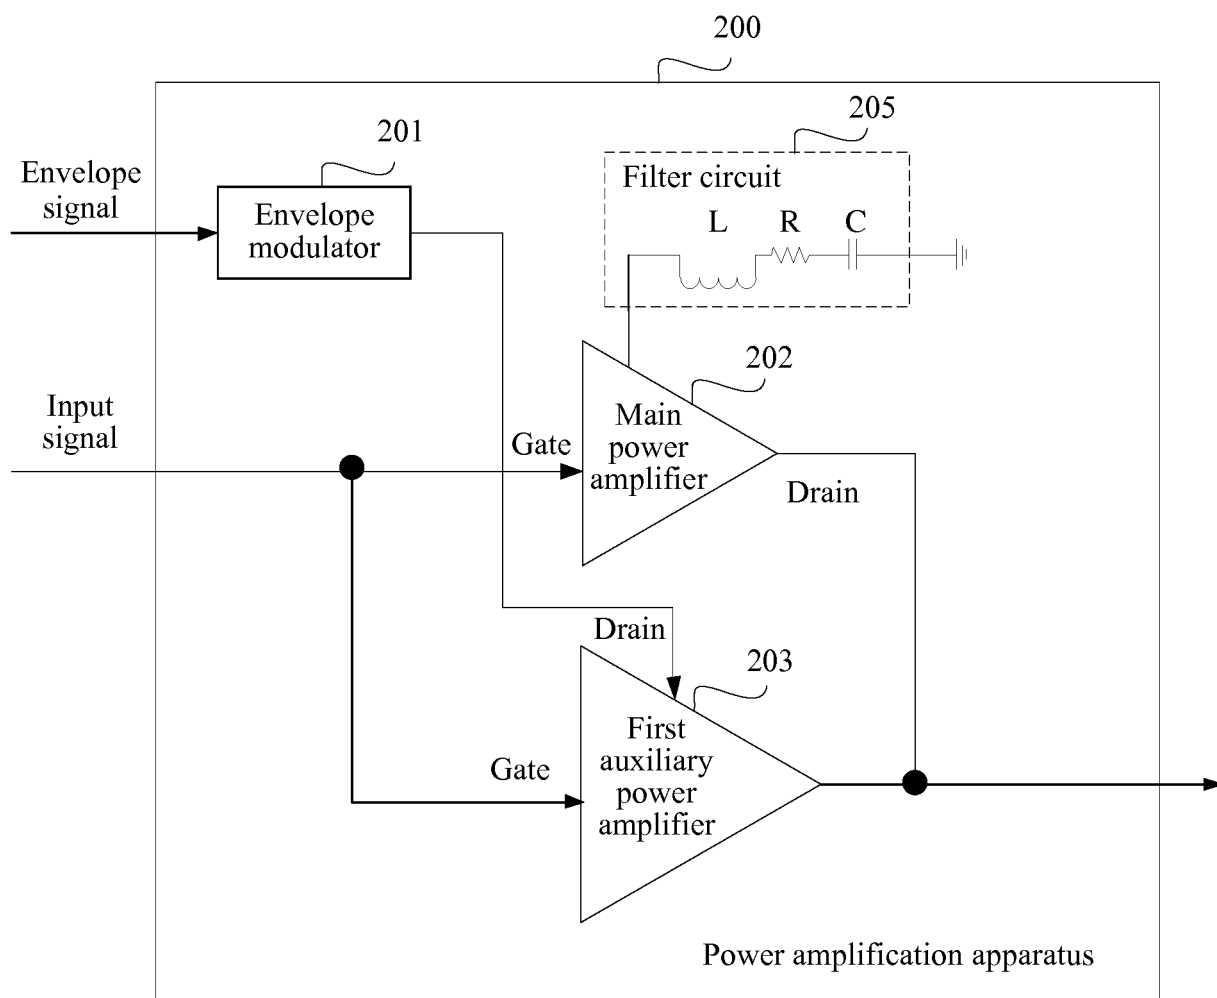 200
205
201
Envelope
signal
Envelope
modulator
Filter circuit
L R C
202
Input
signal
Gate
Main
power
amplifier
Drain
Drain
203
Gate
First
auxiliary
power
amplifier
Power amplification apparatus